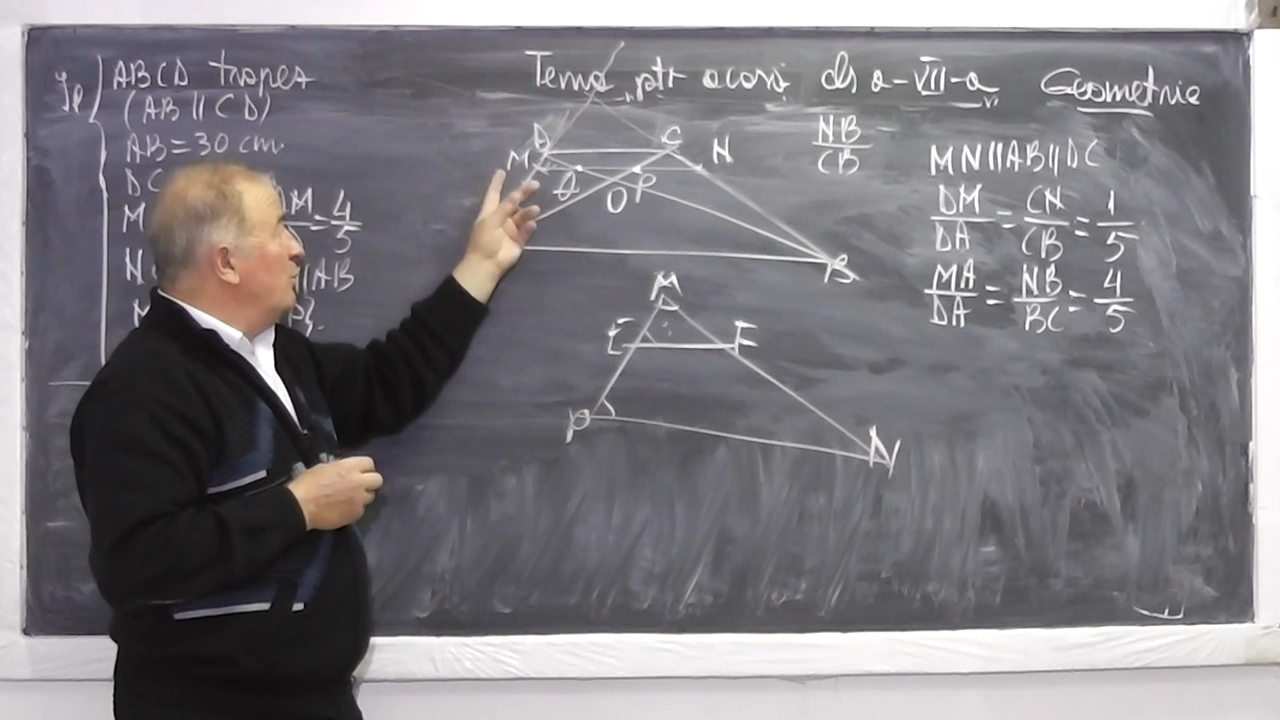 Tema ptr acasă cls a-VII-a Geometrie
Ip ABCD trapez
(AB || CD)
AB = 30 cm
DC
M AM = 4/5
N || AB
M P}.
D C
M N
Q O P
B
NB/CB
MN || AB || DC
DM/DA = CN/CB = 1/5
MA/DA = NB/BC = 4/5
M
E F
P N